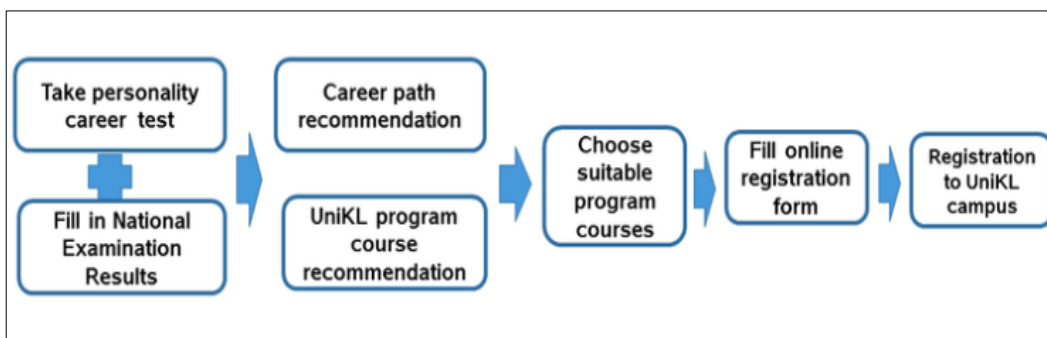 Take personality
career test
Fill in National
Examination
Results
Career path
recommendation
UniKL program
course
recommendation
Choose
suitable
program
courses
Fill online
registration
form
Registration
to UniKL
campus